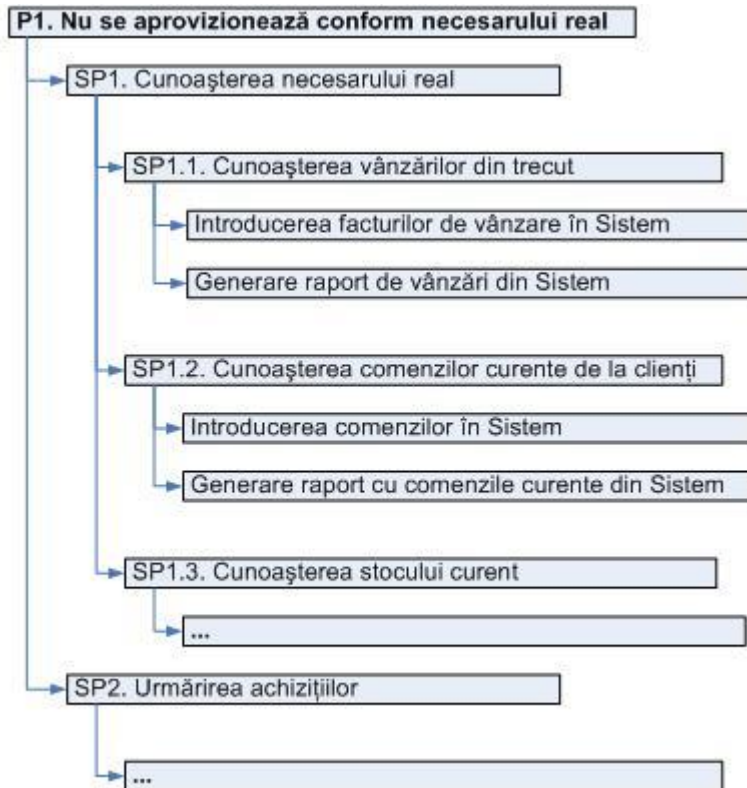 P1. Nu se aprovizionează conform necesarului real
SP1. Cunoaşterea necesarului real
SP1.1. Cunoaşterea vânzărilor din trecut
Introducerea facturilor de vânzare în Sistem
Generare raport de vânzări din Sistem
SP1.2. Cunoaşterea comenzilor curente de la clienţi
Introducerea comenzilor în Sistem
Generare raport cu comenzile curente din Sistem
SP1.3. Cunoaşterea stocului curent
...
SP2. Urmărirea achiziţiilor
...